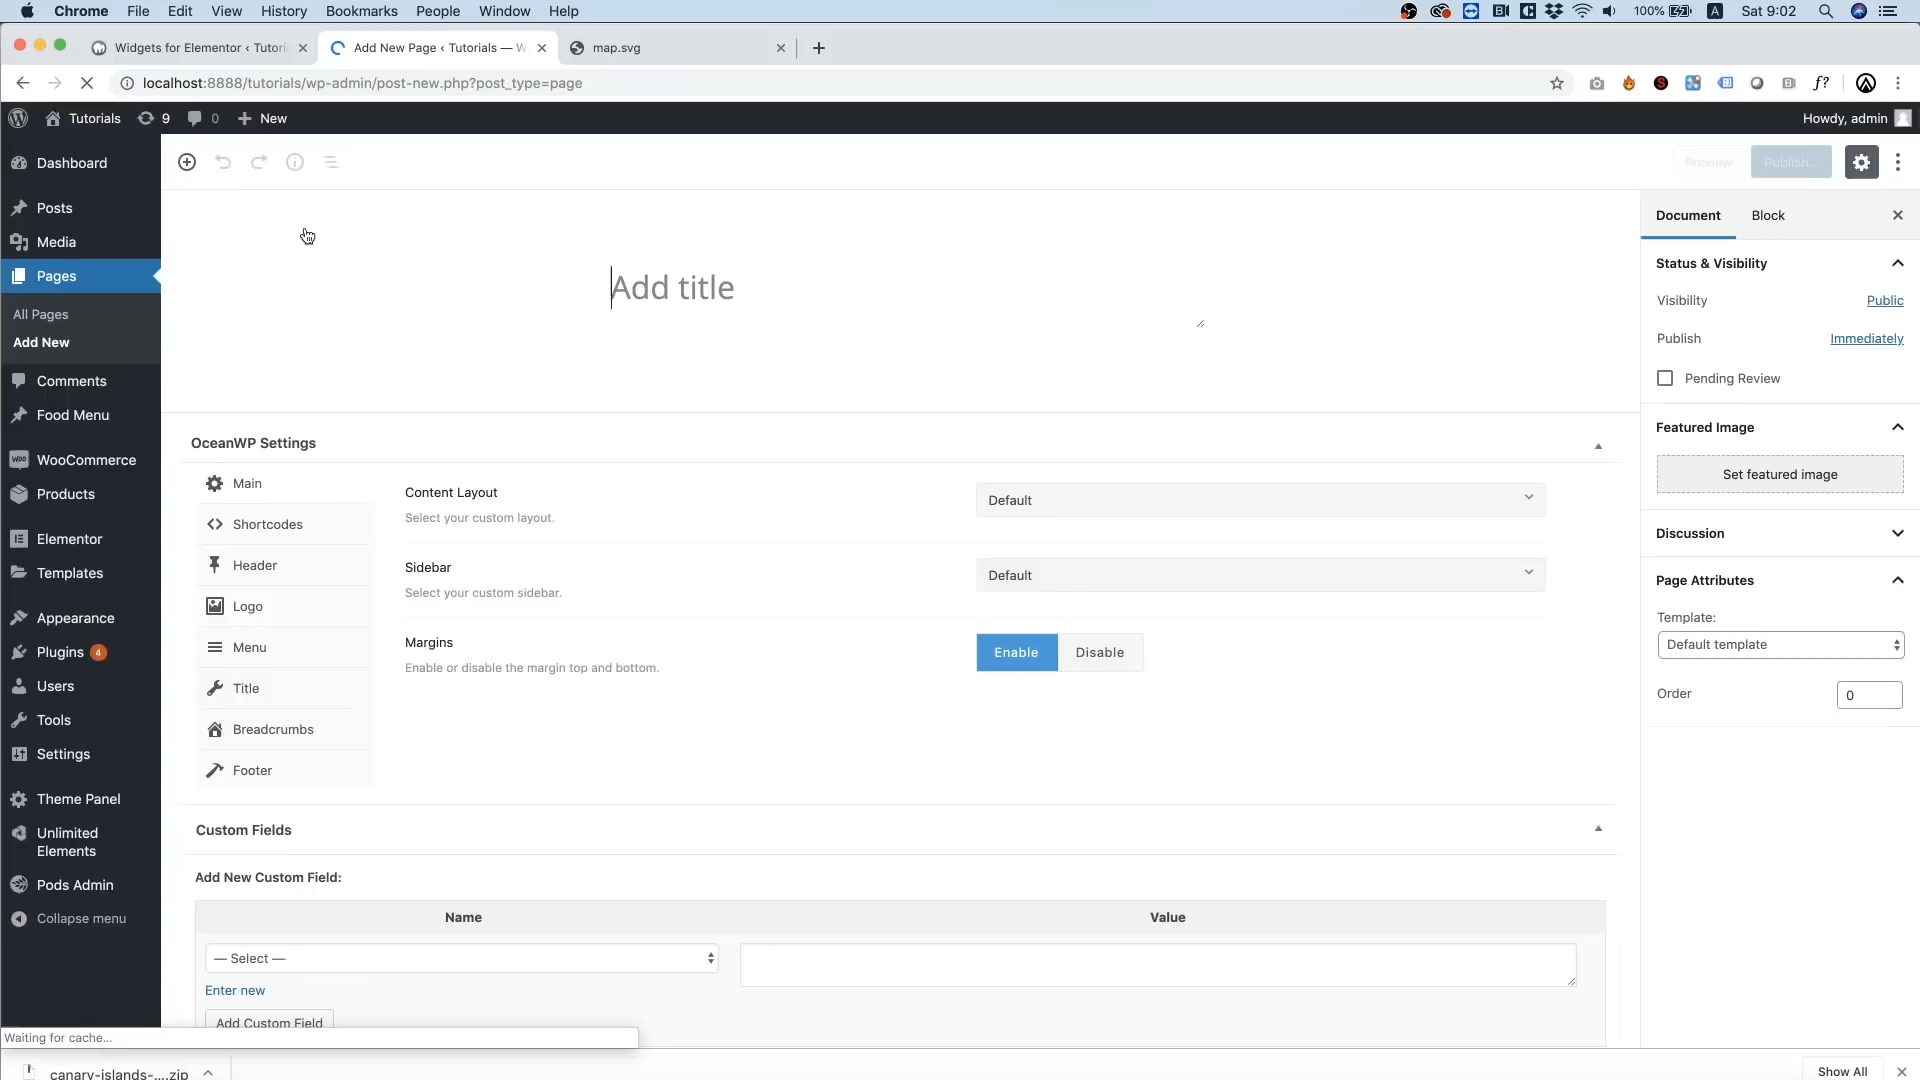 Chrome File Edit View History Bookmarks People Window Help
100% A Sat 9:02
Widgets for Elementor ‹ Tutori
Add New Page ‹ Tutorials — W
map.svg
localhost:8888/tutorials/wp-admin/post-new.php?post_type=page
f?
Tutorials 9 0 New
Howdy, admin
Dashboard
Posts
Media
Pages
All Pages
Add New
Comments
Food Menu
WooCommerce
Products
Elementor
Templates
Appearance
Plugins 4
Users
Tools
Settings
Theme Panel
Unlimited
Elements
Pods Admin
Collapse menu
Preview Publish...
Add title
OceanWP Settings
Main
Shortcodes
Header
Logo
Menu
Title
Breadcrumbs
Footer
Content Layout
Select your custom layout.
Default
Sidebar
Select your custom sidebar.
Default
Margins
Enable or disable the margin top and bottom.
Enable Disable
Custom Fields
Add New Custom Field:
Name Value
— Select —
Enter new
Add Custom Field
Document Block
Status & Visibility
Visibility Public
Publish Immediately
Pending Review
Featured Image
Set featured image
Discussion
Page Attributes
Template:
Default template
Order 0
Waiting for cache...
canary-islands-....zip
Show All